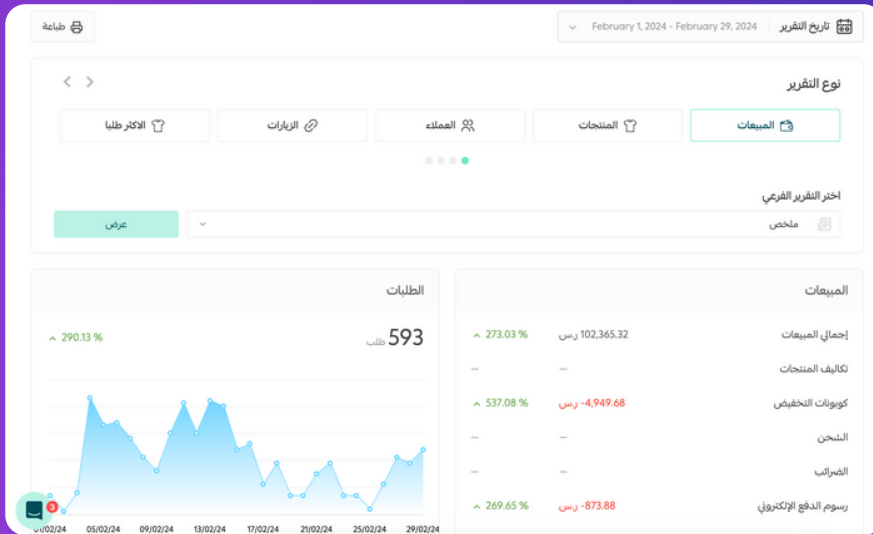 تاريخ التقرير February 1, 2024 - February 29, 2024
طباعة
نوع التقرير
المبيعات
المنتجات
العملاء
الزيارات
الاكثر طلبا
اختر التقرير الفرعي
ملخص
عرض
المبيعات
إجمالي المبيعات 102,365.32 ر.س 273.03 %
تكاليف المنتجات – –
كوبونات التخفيض -4,949.68 ر.س 537.08 %
الشحن – –
الضرائب – –
رسوم الدفع الإلكتروني -873.88 ر.س 269.65 %
الطلبات
593 طلب 290.13 %
01/02/24 05/02/24 09/02/24 13/02/24 17/02/24 21/02/24 25/02/24 29/02/24
3